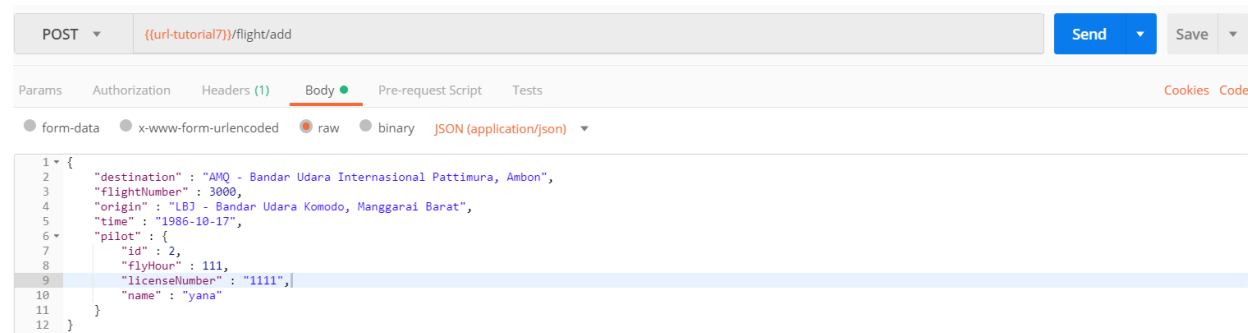 POST {{url-tutorial7}}/flight/add Send Save
Params Authorization Headers (1) Body Pre-request Script Tests Cookies Code
form-data x-www-form-urlencoded raw binary JSON (application/json)
1 {
2 "destination" : "AMQ - Bandar Udara Internasional Pattimura, Ambon",
3 "flightNumber" : 3000,
4 "origin" : "LBJ - Bandar Udara Komodo, Manggarai Barat",
5 "time" : "1986-10-17",
6 "pilot" : {
7 "id" : 2,
8 "flyHour" : 111,
9 "licenseNumber" : "1111",
10 "name" : "yana"
11 }
12 }